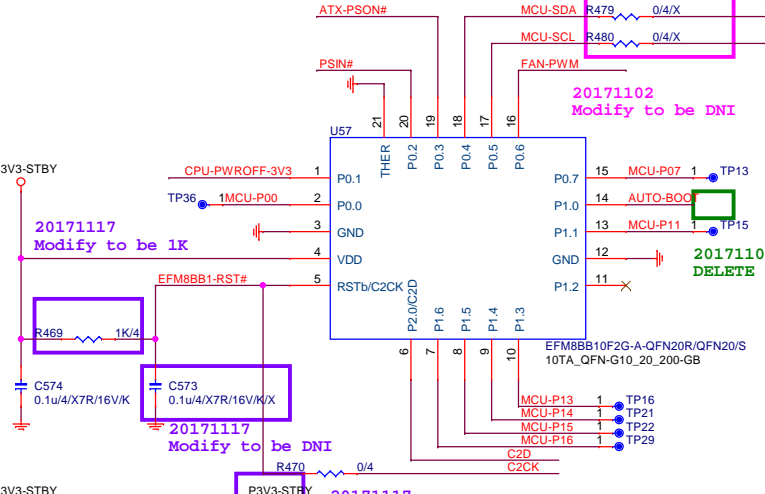 ATX-PSON#
MCU-SDA R479 0/4/X
MCU-SCL R480 0/4/X
PSIN#
FAN-PWM
20171102
Modify to be DNI
21 20 19 18 17 16
U57
THER P0.2 P0.3 P0.4 P0.5 P0.6
3V3-STBY
CPU-PWROFF-3V3 1 P0.1
P0.7 15 MCU-P07 1 TP13
TP36 1 MCU-P00 2 P0.0
P1.0 14 AUTO-BOOT
3 GND
P1.1 13 MCU-P11 1 TP15
20171117
Modify to be 1K
4 VDD
GND 12
2017110
DELETE
EFM8BB1-RST# 5 RSTb/C2CK
P1.2 11
P2.0/C2D P1.6 P1.5 P1.4 P1.3
6 7 8 9 10
R469 1K/4
EFM8BB10F2G-A-QFN20R/QFN20/S
10TA_QFN-G10_20_200-GB
C574
0.1u/4/X7R/16V/K
C573
0.1u/4/X7R/16V/K/X
MCU-P13 1 TP16
MCU-P14 1 TP21
MCU-P15 1 TP22
MCU-P16 1 TP29
20171117
Modify to be DNI
C2D
R470 0/4 C2CK
3V3-STBY
P3V3-STBY
20171117